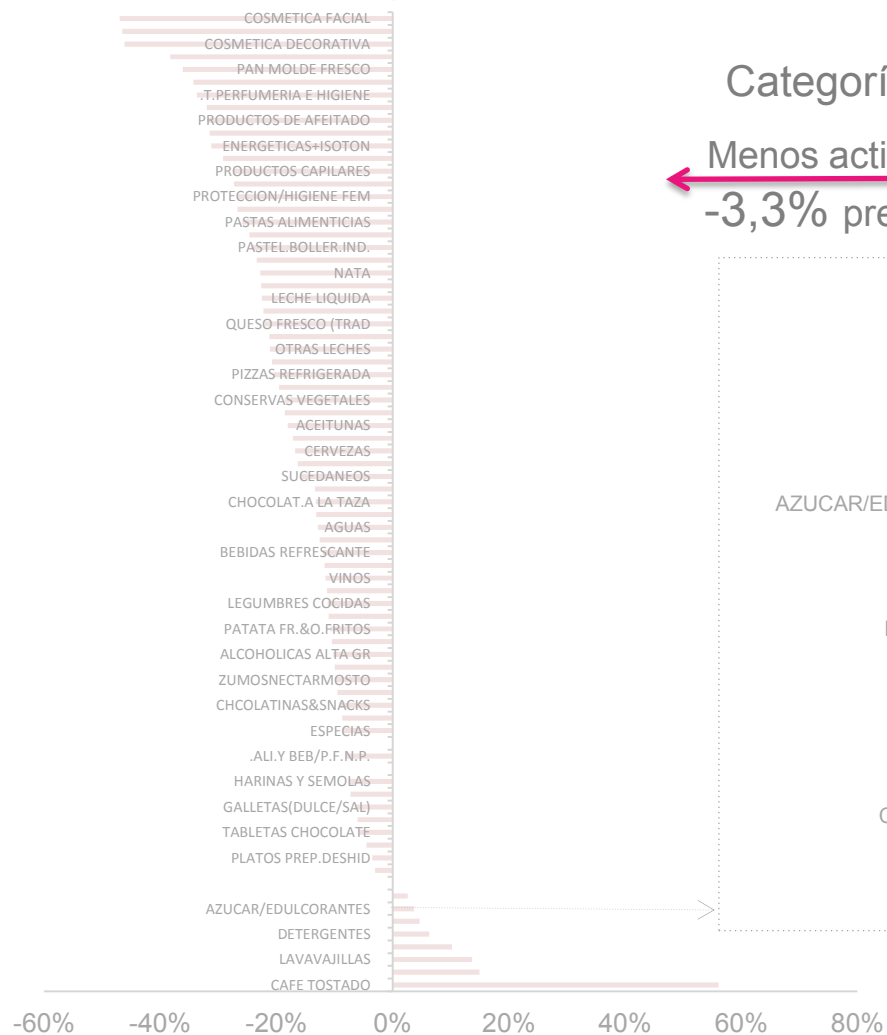 COSMETICA FACIAL
COSMETICA DECORATIVA
PAN MOLDE FRESCO
.T.PERFUMERIA E HIGIENE
PRODUCTOS DE AFEITADO
ENERGETICAS+ISOTON
PRODUCTOS CAPILARES
PROTECCION/HIGIENE FEM
PASTAS ALIMENTICIAS
PASTEL.BOLLER.IND.
NATA
LECHE LIQUIDA
QUESO FRESCO (TRAD
OTRAS LECHES
PIZZAS REFRIGERADA
CONSERVAS VEGETALES
ACEITUNAS
CERVEZAS
SUCEDANEOS
CHOCOLAT.A LA TAZA
AGUAS
BEBIDAS REFRESCANTE
VINOS
LEGUMBRES COCIDAS
PATATA FR.&O.FRITOS
ALCOHOLICAS ALTA GR
ZUMOSNECTARMOSTO
CHCOLATINAS&SNACKS
ESPECIAS
.ALI.Y BEB/P.F.N.P.
HARINAS Y SEMOLAS
GALLETAS(DULCE/SAL)
TABLETAS CHOCOLATE
PLATOS PREP.DESHID
AZUCAR/EDULCORANTES
DETERGENTES
LAVAVAJILLAS
CAFE TOSTADO
-60% -40% -20% 0% 20% 40% 60% 80%
Categorí
Menos acti
-3,3% pre
AZUCAR/ED